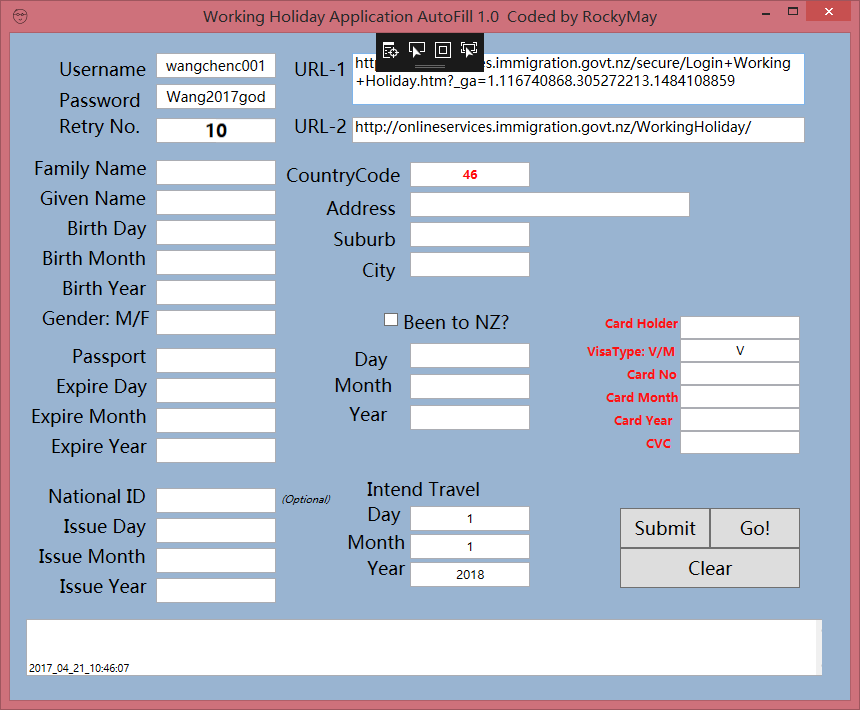 Working Holiday Application AutoFill 1.0 Coded by RockyMay
Username wangchenc001
Password Wang2017god
Retry No. 10
URL-1 s.immigration.govt.nz/secure/Login+Working
+Holiday.htm?_ga=1.116740868.305272213.1484108859
URL-2 http://onlineservices.immigration.govt.nz/WorkingHoliday/
Family Name
Given Name
Birth Day
Birth Month
Birth Year
Gender: M/F
Passport
Expire Day
Expire Month
Expire Year
National ID (Optional)
Issue Day
Issue Month
Issue Year
CountryCode 46
Address
Suburb
City
Been to NZ?
Day
Month
Year
Intend Travel
Day 1
Month 1
Year 2018
Card Holder
VisaType: V/M V
Card No
Card Month
Card Year
CVC
Submit Go!
Clear
2017_04_21_10:46:07